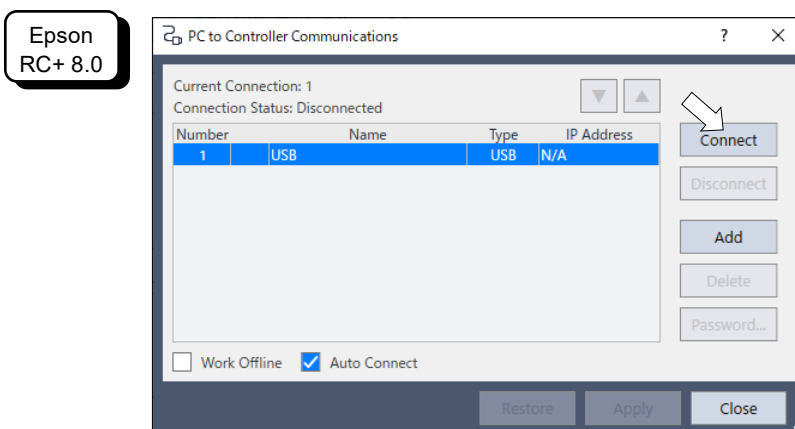 Epson
RC+ 8.0
PC to Controller Communications
?
Current Connection: 1
Connection Status: Disconnected
Number Name Type IP Address
1 USB USB N/A
Connect
Disconnect
Add
Delete
Password...
Work Offline Auto Connect
Restore Apply Close